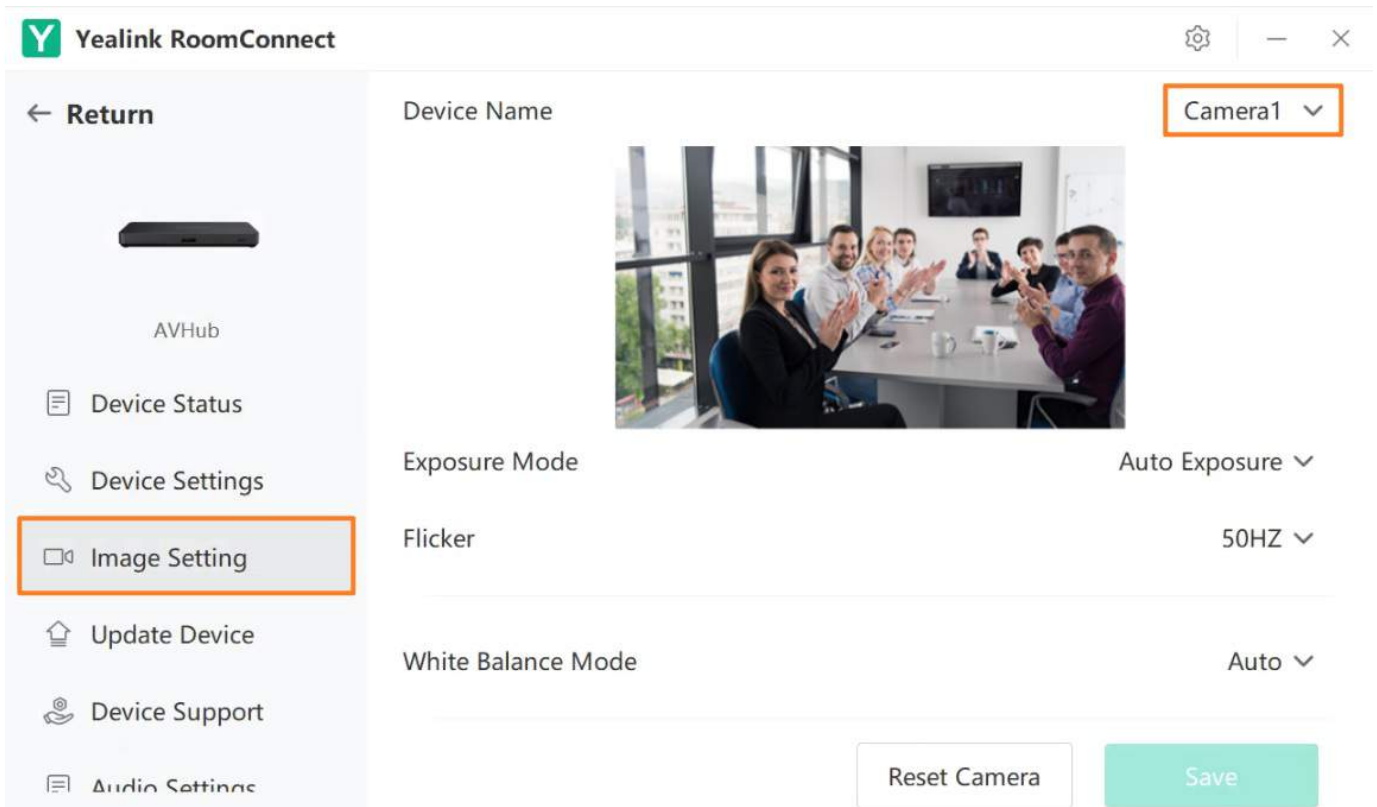 Yealink RoomConnect
Return
Device Name
Camera1
AVHub
Device Status
Device Settings
Image Setting
Update Device
Device Support
Audio Settings
Exposure Mode
Auto Exposure
Flicker
50HZ
White Balance Mode
Auto
Reset Camera
Save